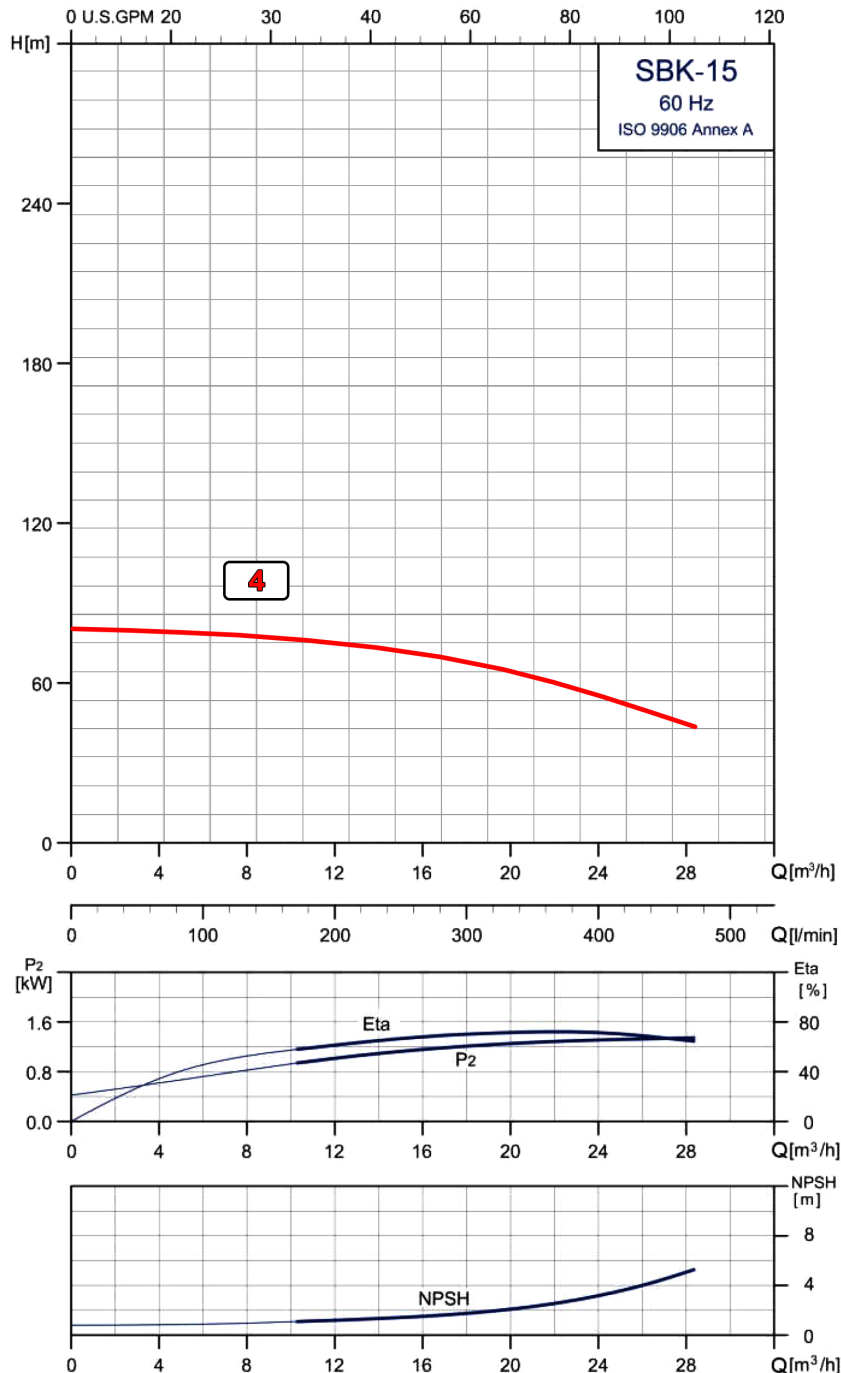 0 U.S.GPM 20 40 60 80 100 120
H[m]
SBK-15
60 Hz
ISO 9906 Annex A
240
180
120
4
60
0
0 4 8 12 16 20 24 28 Q[m³/h]
0 100 200 300 400 500 Q[l/min]
P2
[kW]
Eta
[%]
1.6
Eta
80
P2
0.8
40
0.0
0
0 4 8 12 16 20 24 28 Q[m³/h]
NPSH
[m]
8
4
NPSH
0
0 4 8 12 16 20 24 28 Q[m³/h]